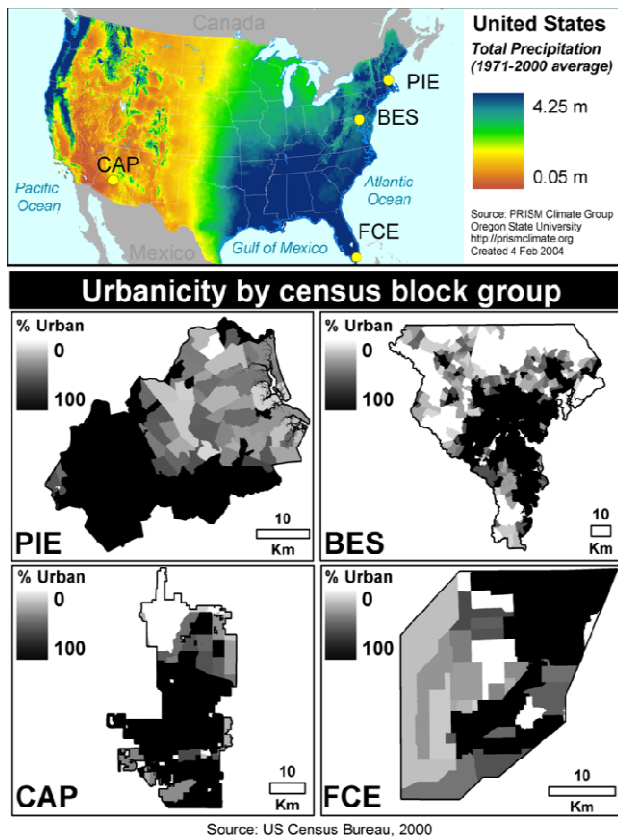 Canada
United States
Total Precipitation
(1971-2000 average)
PIE
4.25 m
BES
CAP
Pacific
Ocean
Atlantic
Ocean
0.05 m
FCE
Mexico
Gulf of Mexico
Source: PRISM Climate Group
Oregon State University
http://prismclimate.org
Created 4 Feb 2004
Urbanicity by census block group
% Urban
0
100
10
Km
PIE
% Urban
0
100
10
Km
BES
% Urban
0
100
10
Km
CAP
% Urban
0
100
10
Km
FCE
Source: US Census Bureau, 2000